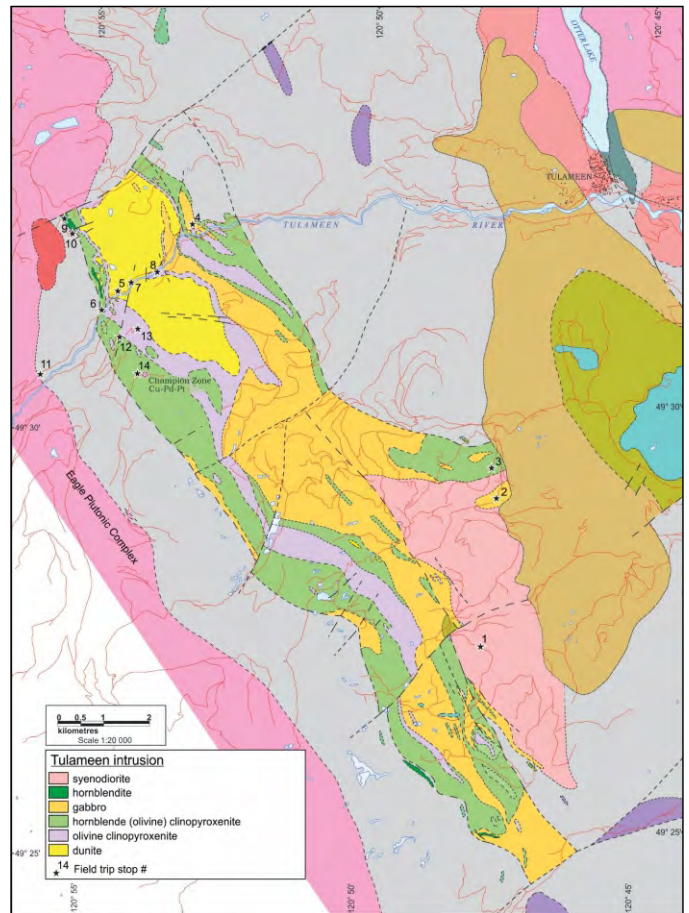 120° 55'
120° 50'
120° 45'
OTTER LAKE
TULAMEEN
4
9
10
TULAMEEN RIVER
8
5
7
6
13
12
14
11
Champion Zone
Cu-Pd-Pt
49° 30'
49° 30'
3
2
Eagle Plutonic Complex
1
0 0.5 1 2
kilometres
Scale 1:20 000
Tulameen intrusion
syenodiorite
hornblendite
gabbro
hornblende (olivine) clinopyroxenite
olivine clinopyroxenite
dunite
14 Field trip stop #
49° 25'
49° 25'
120° 55'
120° 50'
120° 45'